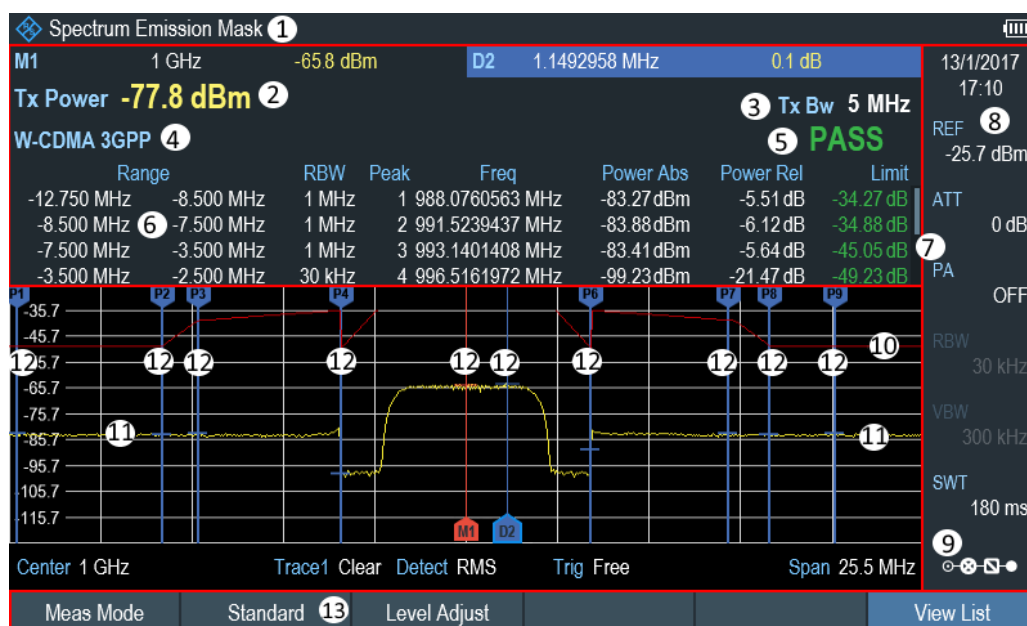 Spectrum Emission Mask 1
M1 1 GHz -65.8 dBm D2 1.1492958 MHz 0.1 dB
13/1/2017
17:10
Tx Power -77.8 dBm 2
3 Tx Bw 5 MHz
W-CDMA 3GPP 4
5 PASS
REF 8
-25.7 dBm
Range RBW Peak Freq Power Abs Power Rel Limit
-12.750 MHz -8.500 MHz 1 MHz 1 988.0760563 MHz -83.27 dBm -5.51 dB -34.27 dB
-8.500 MHz 6 -7.500 MHz 1 MHz 2 991.5239437 MHz -83.88 dBm -6.12 dB -34.88 dB
-7.500 MHz -3.500 MHz 1 MHz 3 993.1401408 MHz -83.41 dBm -5.64 dB -45.05 dB 7
-3.500 MHz -2.500 MHz 30 kHz 4 996.5161972 MHz -99.23 dBm -21.47 dB -49.23 dB
ATT
0 dB
PA
OFF
RBW
30 kHz
VBW
300 kHz
SWT
180 ms
9
P1 P2 P3 P4 P6 P7 P8 P9
-35.7
-45.7
10
12 12 12 12 12 12 12 12 12 12
-65.7
-75.7
11 11
-85.7
-95.7
-105.7
-115.7
M1 D2
Center 1 GHz Trace1 Clear Detect RMS Trig Free Span 25.5 MHz
Meas Mode Standard 13 Level Adjust View List